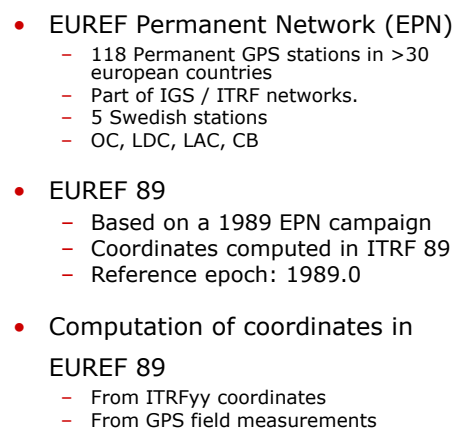 • EUREF Permanent Network (EPN)
– 118 Permanent GPS stations in >30
european countries
– Part of IGS / ITRF networks.
– 5 Swedish stations
– OC, LDC, LAC, CB
• EUREF 89
– Based on a 1989 EPN campaign
– Coordinates computed in ITRF 89
– Reference epoch: 1989.0
• Computation of coordinates in
EUREF 89
– From ITRFyy coordinates
– From GPS field measurements